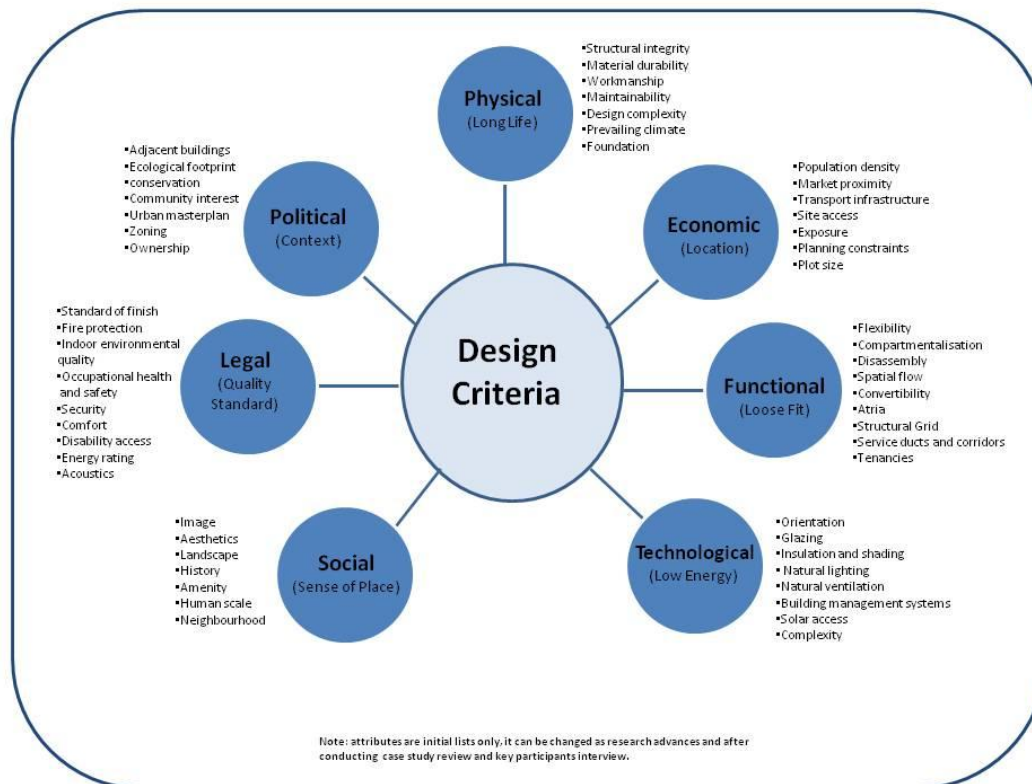 Physical
(Long Life)
▪Structural integrity
▪Material durability
▪Workmanship
▪Maintainability
▪Design complexity
▪Prevailing climate
▪Foundation
Economic
(Location)
▪Population density
▪Market proximity
▪Transport infrastructure
▪Site access
▪Exposure
▪Planning constraints
▪Plot size
Functional
(Loose Fit)
▪Flexibility
▪Compartmentalisation
▪Disassembly
▪Spatial flow
▪Convertibility
▪Atria
▪Structural Grid
▪Service ducts and corridors
▪Tenancies
Technological
(Low Energy)
▪Orientation
▪Glazing
▪Insulation and shading
▪Natural lighting
▪Natural ventilation
▪Building management systems
▪Solar access
▪Complexity
Social
(Sense of Place)
▪Image
▪Aesthetics
▪Landscape
▪History
▪Amenity
▪Human scale
▪Neighbourhood
Legal
(Quality
Standard)
▪Standard of finish
▪Fire protection
▪Indoor environmental
quality
▪Occupational health
and safety
▪Security
▪Comfort
▪Disability access
▪Energy rating
▪Acoustics
Political
(Context)
▪Adjacent buildings
▪Ecological footprint
▪conservation
▪Community interest
▪Urban masterplan
▪Zoning
▪Ownership
Design
Criteria
Note: attributes are initial lists only, it can be changed as research advances and after
conducting case study review and key participants interview.